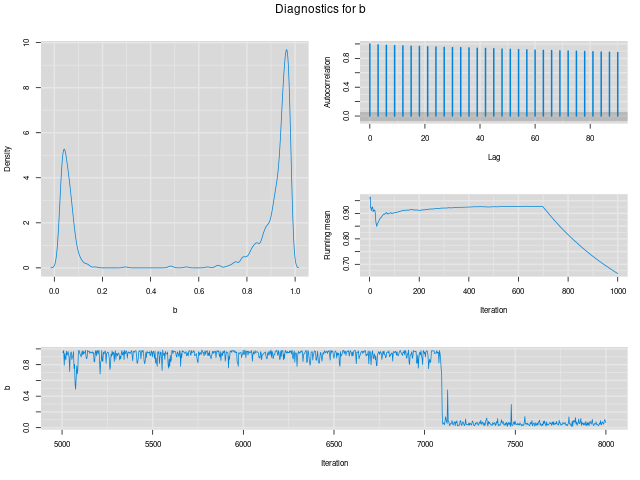 Diagnostics for b
Density
0 2 4 6 8 10
0.0 0.2 0.4 0.6 0.8 1.0
b
Autocorrelation
0.0 0.4 0.8
0 20 40 60 80
Lag
Running mean
0.70 0.80 0.90
0 200 400 600 800 1000
Iteration
b
0.0 0.4 0.8
5000 5500 6000 6500 7000 7500 8000
Iteration